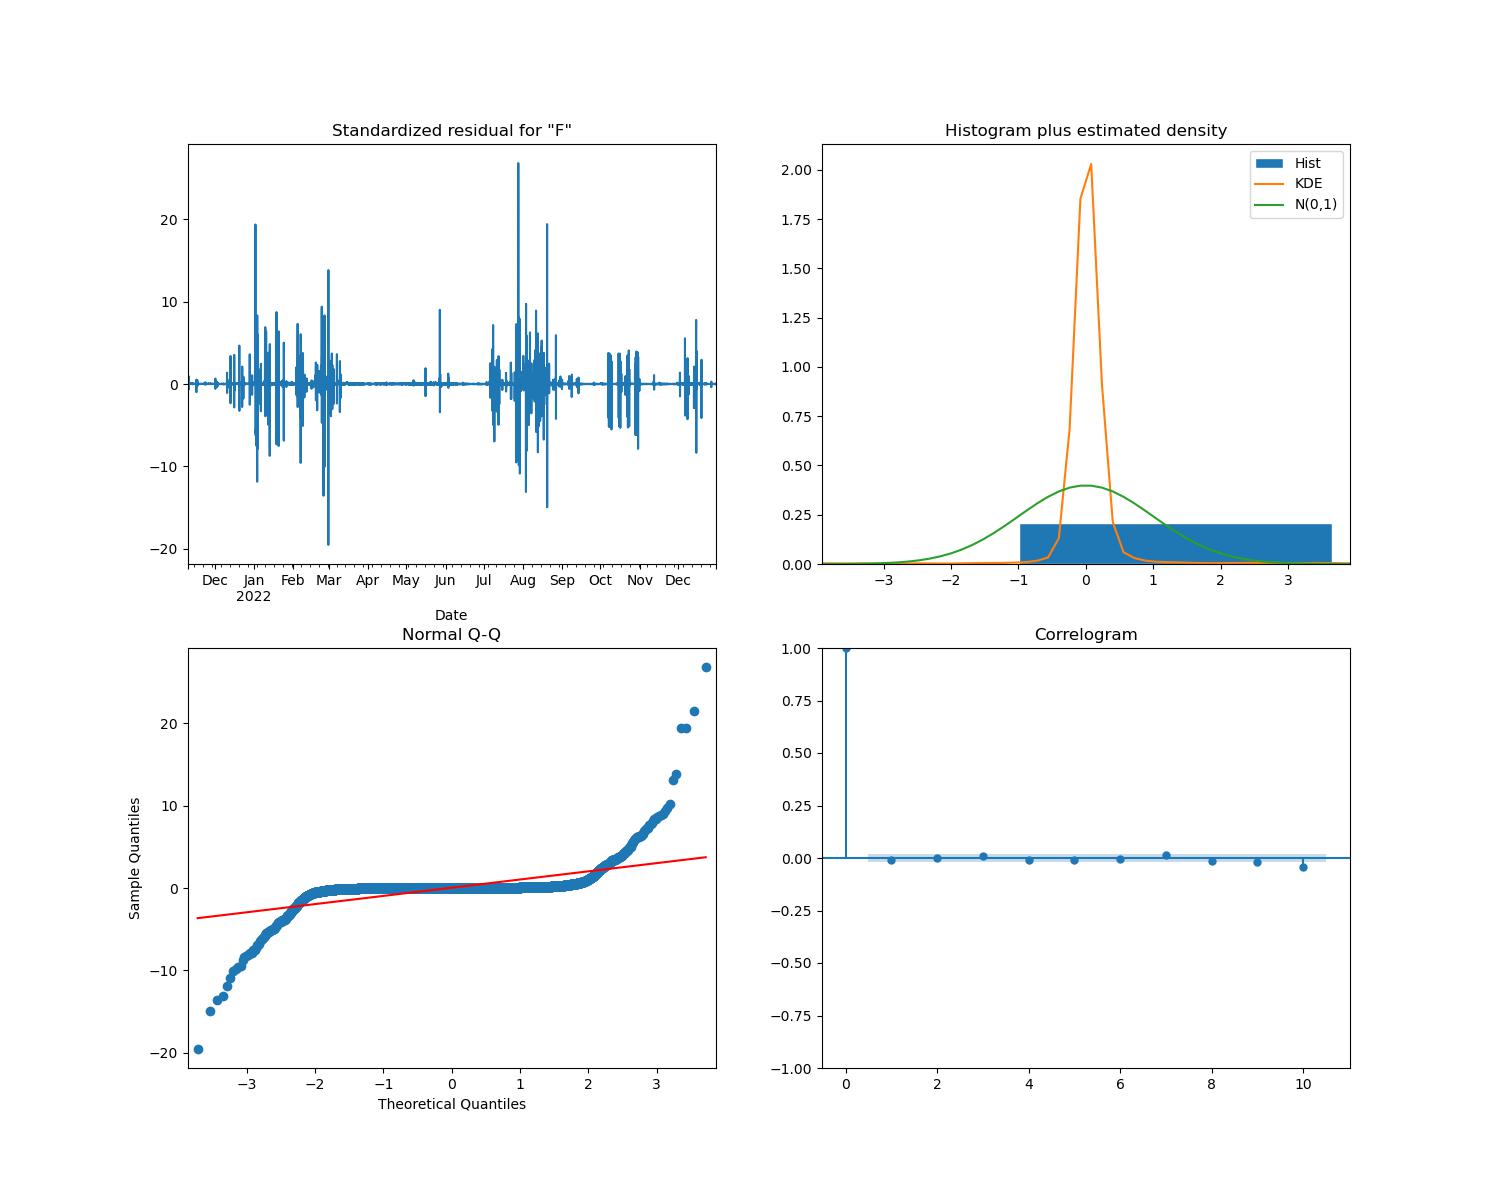 Standardized residual for "F"
20
10
0
−10
−20
Dec Jan Feb Mar Apr May Jun Jul Aug Sep Oct Nov Dec
2022
Date
Histogram plus estimated density
2.00
1.75
1.50
1.25
1.00
0.75
0.50
0.25
0.00
−3 −2 −1 0 1 2 3
Hist
KDE
N(0,1)
Normal Q-Q
Sample Quantiles
20
10
0
−10
−20
−3 −2 −1 0 1 2 3
Theoretical Quantiles
Correlogram
1.00
0.75
0.50
0.25
0.00
−0.25
−0.50
−0.75
−1.00
0 2 4 6 8 10